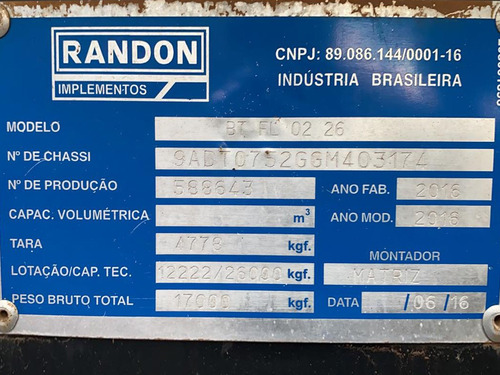 RANDON
IMPLEMENTOS
CNPJ: 89.086.144/0001-16
INDÚSTRIA BRASILEIRA
MODELO BT FL 02 26
Nº DE CHASSI 9ADT0752GGM403174
Nº DE PRODUÇÃO 388643 ANO FAB. 2016
CAPAC. VOLUMÉTRICA m³ ANO MOD. 2016
TARA 4778 kgf.
MONTADOR
LOTAÇÃO/CAP. TEC. 12222/26000 kgf. MATRIZ
PESO BRUTO TOTAL 17000 kgf. DATA /06/16